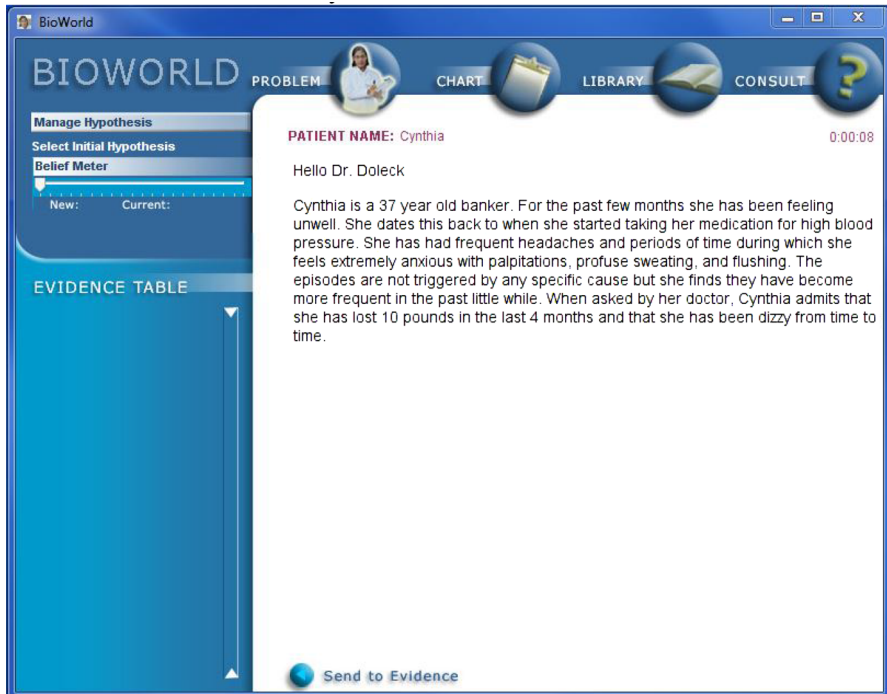 BioWorld
BIOWORLD
PROBLEM
CHART
LIBRARY
CONSULT
Manage Hypothesis
Select Initial Hypothesis
Belief Meter
New: Current:
EVIDENCE TABLE
PATIENT NAME: Cynthia
0:00:08
Hello Dr. Doleck
Cynthia is a 37 year old banker. For the past few months she has been feeling
unwell. She dates this back to when she started taking her medication for high blood
pressure. She has had frequent headaches and periods of time during which she
feels extremely anxious with palpitations, profuse sweating, and flushing. The
episodes are not triggered by any specific cause but she finds they have become
more frequent in the past little while. When asked by her doctor, Cynthia admits that
she has lost 10 pounds in the last 4 months and that she has been dizzy from time to
time.
Send to Evidence